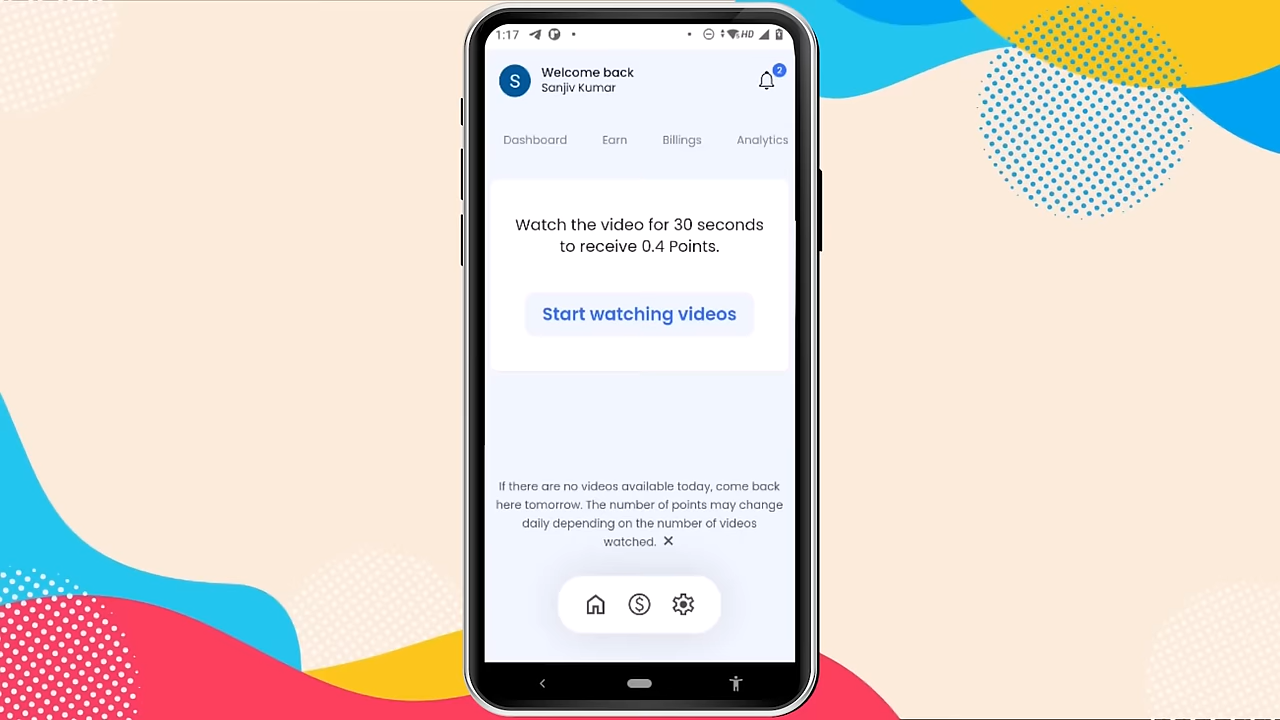 1:17 HD
S
Welcome back
Sanjiv Kumar
2
Dashboard Earn Billings Analytics
Watch the video for 30 seconds
to receive 0.4 Points.
Start watching videos
If there are no videos available today, come back
here tomorrow. The number of points may change
daily depending on the number of videos
watched. ✕